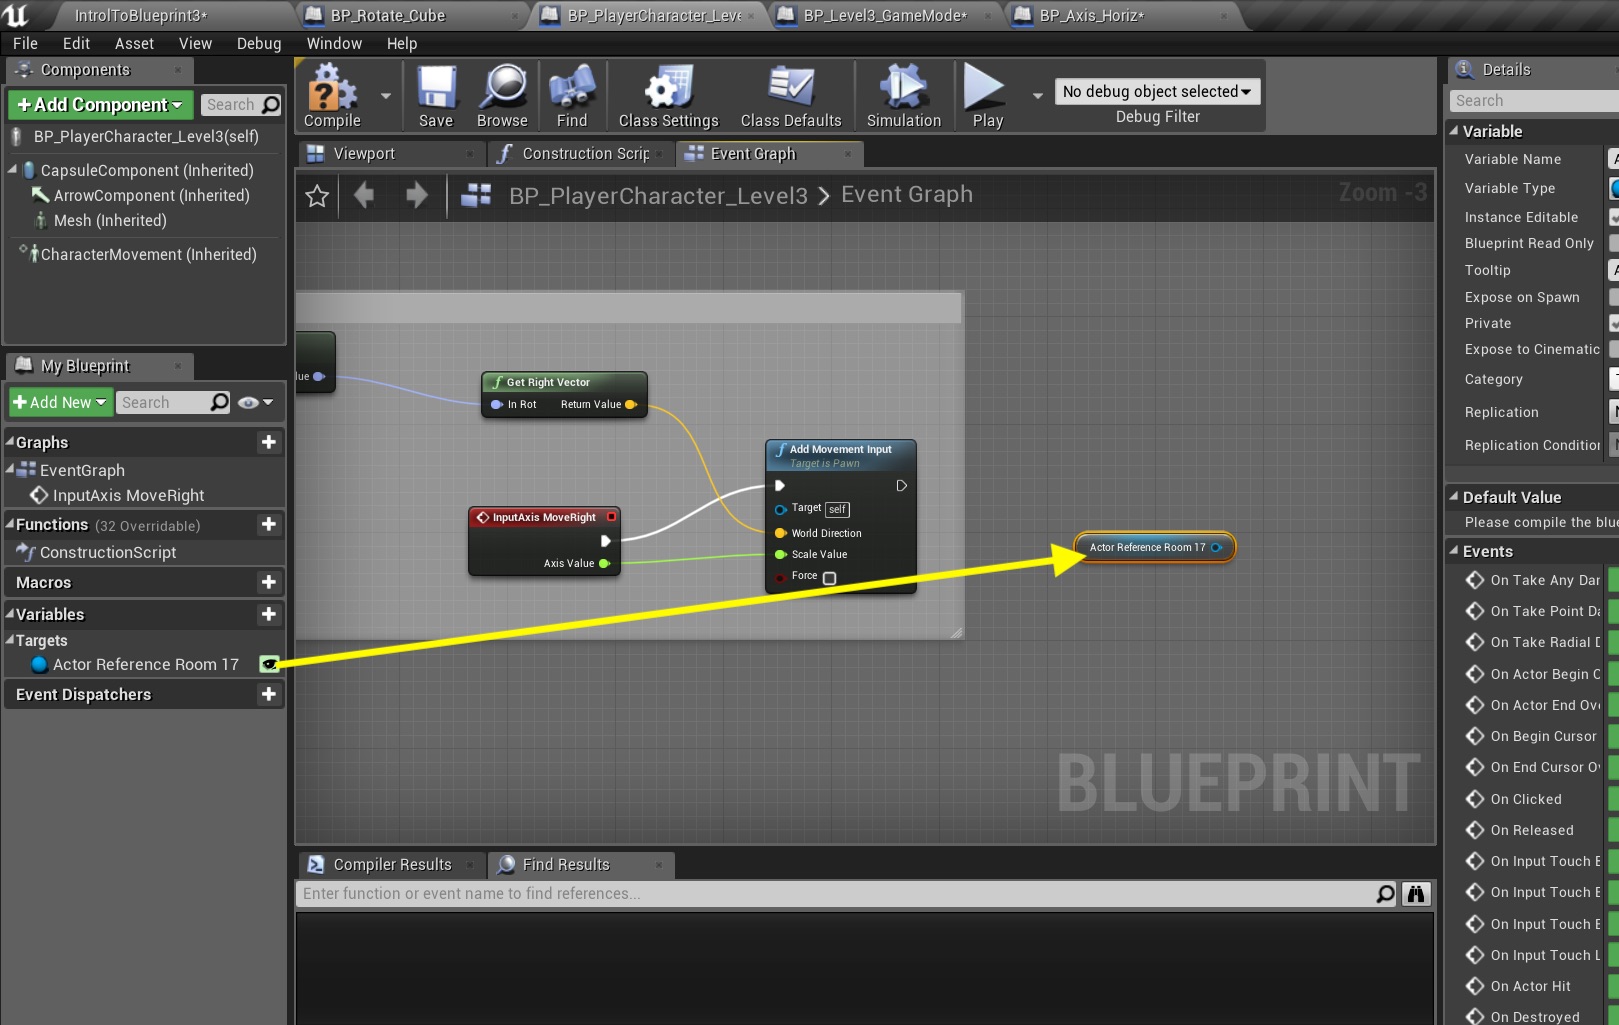 IntrolToBlueprint3*
BP_Rotate_Cube
BP_PlayerCharacter_Leve
BP_Level3_GameMode*
BP_Axis_Horiz*
File Edit Asset View Debug Window Help
Components
+Add Component
Search
BP_PlayerCharacter_Level3(self)
CapsuleComponent (Inherited)
ArrowComponent (Inherited)
Mesh (Inherited)
CharacterMovement (Inherited)
My Blueprint
+Add New
Search
Graphs
EventGraph
InputAxis MoveRight
Functions (32 Overridable)
ConstructionScript
Macros
Variables
Targets
Actor Reference Room 17
Event Dispatchers
Compile
Save
Browse
Find
Class Settings
Class Defaults
Simulation
Play
No debug object selected
Debug Filter
Viewport
Construction Scrip
Event Graph
BP_PlayerCharacter_Level3 > Event Graph
Zoom -3
lue
Get Right Vector
In Rot Return Value
Add Movement Input
Target is Pawn
Target self
World Direction
Scale Value
Force
InputAxis MoveRight
Axis Value
Actor Reference Room 17
BLUEPRINT
Compiler Results
Find Results
Enter function or event name to find references...
Details
Search
Variable
Variable Name
Variable Type
Instance Editable
Blueprint Read Only
Tooltip
Expose on Spawn
Private
Expose to Cinematic
Category
Replication
Replication Condition
Default Value
Please compile the blue
Events
On Take Any Dar
On Take Point Da
On Take Radial D
On Actor Begin O
On Actor End Ove
On Begin Cursor
On End Cursor Ov
On Clicked
On Released
On Input Touch E
On Input Touch E
On Input Touch E
On Input Touch L
On Actor Hit
On Destroyed